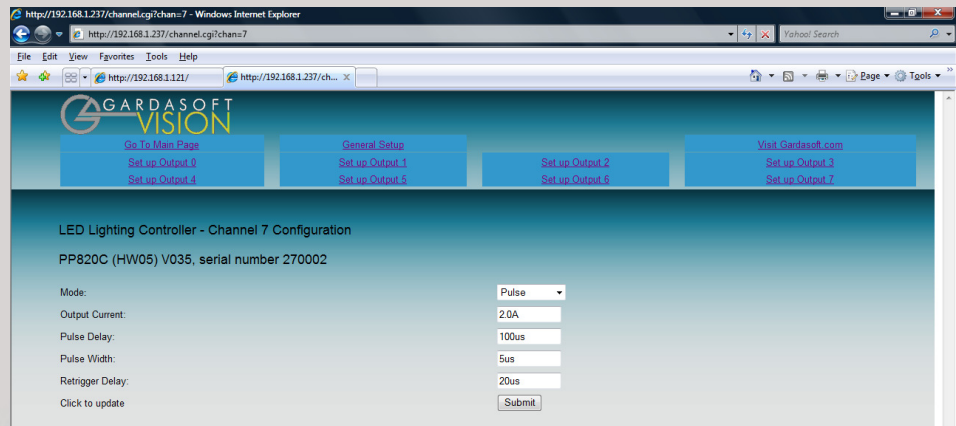 http://192.168.1.237/channel.cgi?chan=7 - Windows Internet Explorer
http://192.168.1.237/channel.cgi?chan=7
Yahoo! Search
File Edit View Favorites Tools Help
http://192.168.1.121/
http://192.168.1.237/ch...
Page
Tools
GARDASOFT
VISION
Go To Main Page
General Setup
Visit Gardasoft.com
Set up Output 0
Set up Output 1
Set up Output 2
Set up Output 3
Set up Output 4
Set up Output 5
Set up Output 6
Set up Output 7
LED Lighting Controller - Channel 7 Configuration
PP820C (HW05) V035, serial number 270002
Mode: Pulse
Output Current: 2.0A
Pulse Delay: 100us
Pulse Width: 5us
Retrigger Delay: 20us
Click to update Submit